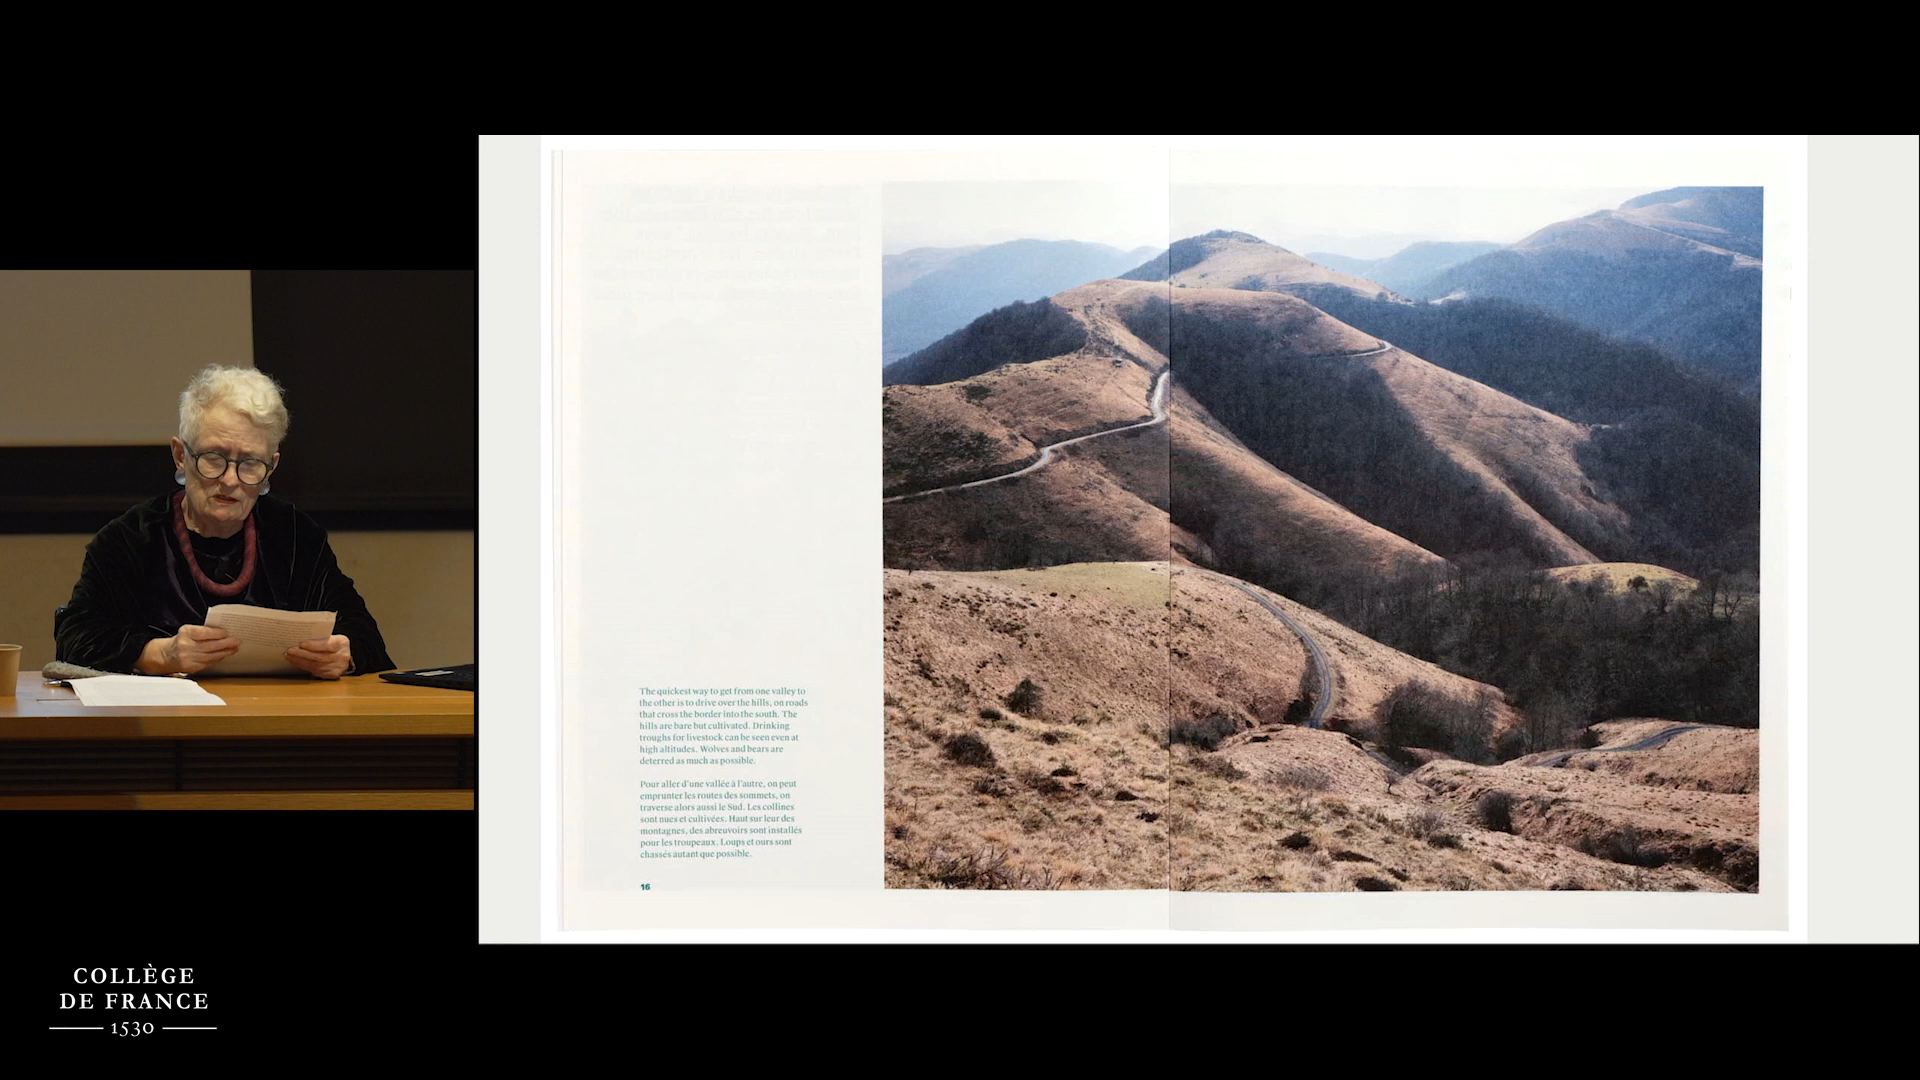 The quickest way to get from one valley to
the other is to drive over the hills, on roads
that cross the border into the south. The
hills are bare but cultivated. Drinking
troughs for livestock can be seen even at
high altitudes. Wolves and bears are
deterred as much as possible.
Pour aller d'une vallée à l'autre, on peut
emprunter les routes des sommets, on
traverse alors aussi le Sud. Les collines
sont nues et cultivées. Haut sur leur des
montagnes, des abreuvoirs sont installés
pour les troupeaux. Loups et ours sont
chassés autant que possible.
16
COLLÈGE
DE FRANCE
1530